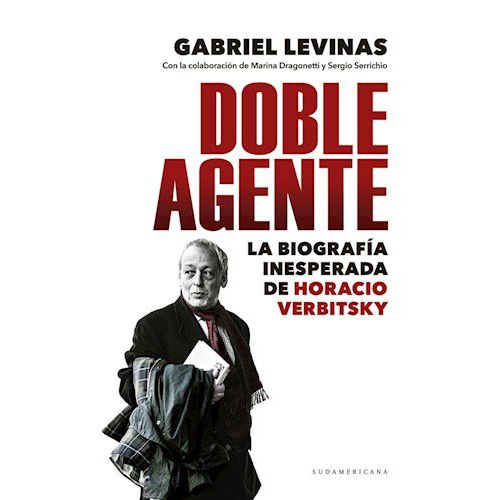 GABRIEL LEVINAS
Con la colaboración de Marina Dragonetti y Sergio Serrichio
DOBLE
AGENTE
LA BIOGRAFÍA
INESPERADA
DE HORACIO
VERBITSKY
SUDAMERICANA